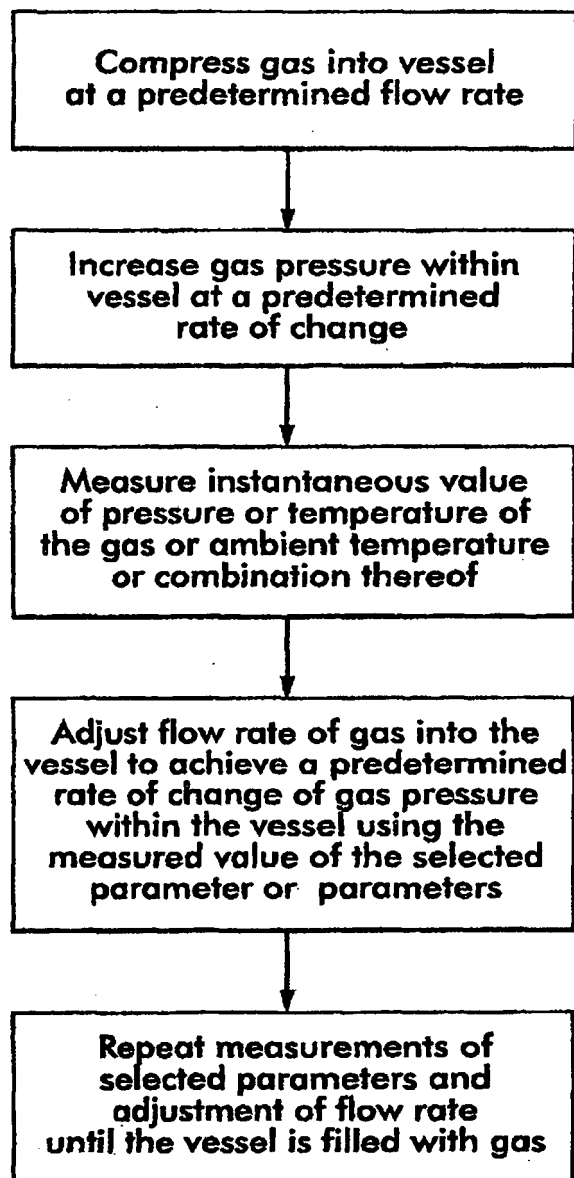 Compress gas into vessel
at a predetermined flow rate
Increase gas pressure within
vessel at a predetermined
rate of change
Measure instantaneous value
of pressure or temperature of
the gas or ambient temperature
or combination thereof
Adjust flow rate of gas into the
vessel to achieve a predetermined
rate of change of gas pressure
within the vessel using the
measured value of the selected
parameter or parameters
Repeat measurements of
selected parameters and
adjustment of flow rate
until the vessel is filled with gas